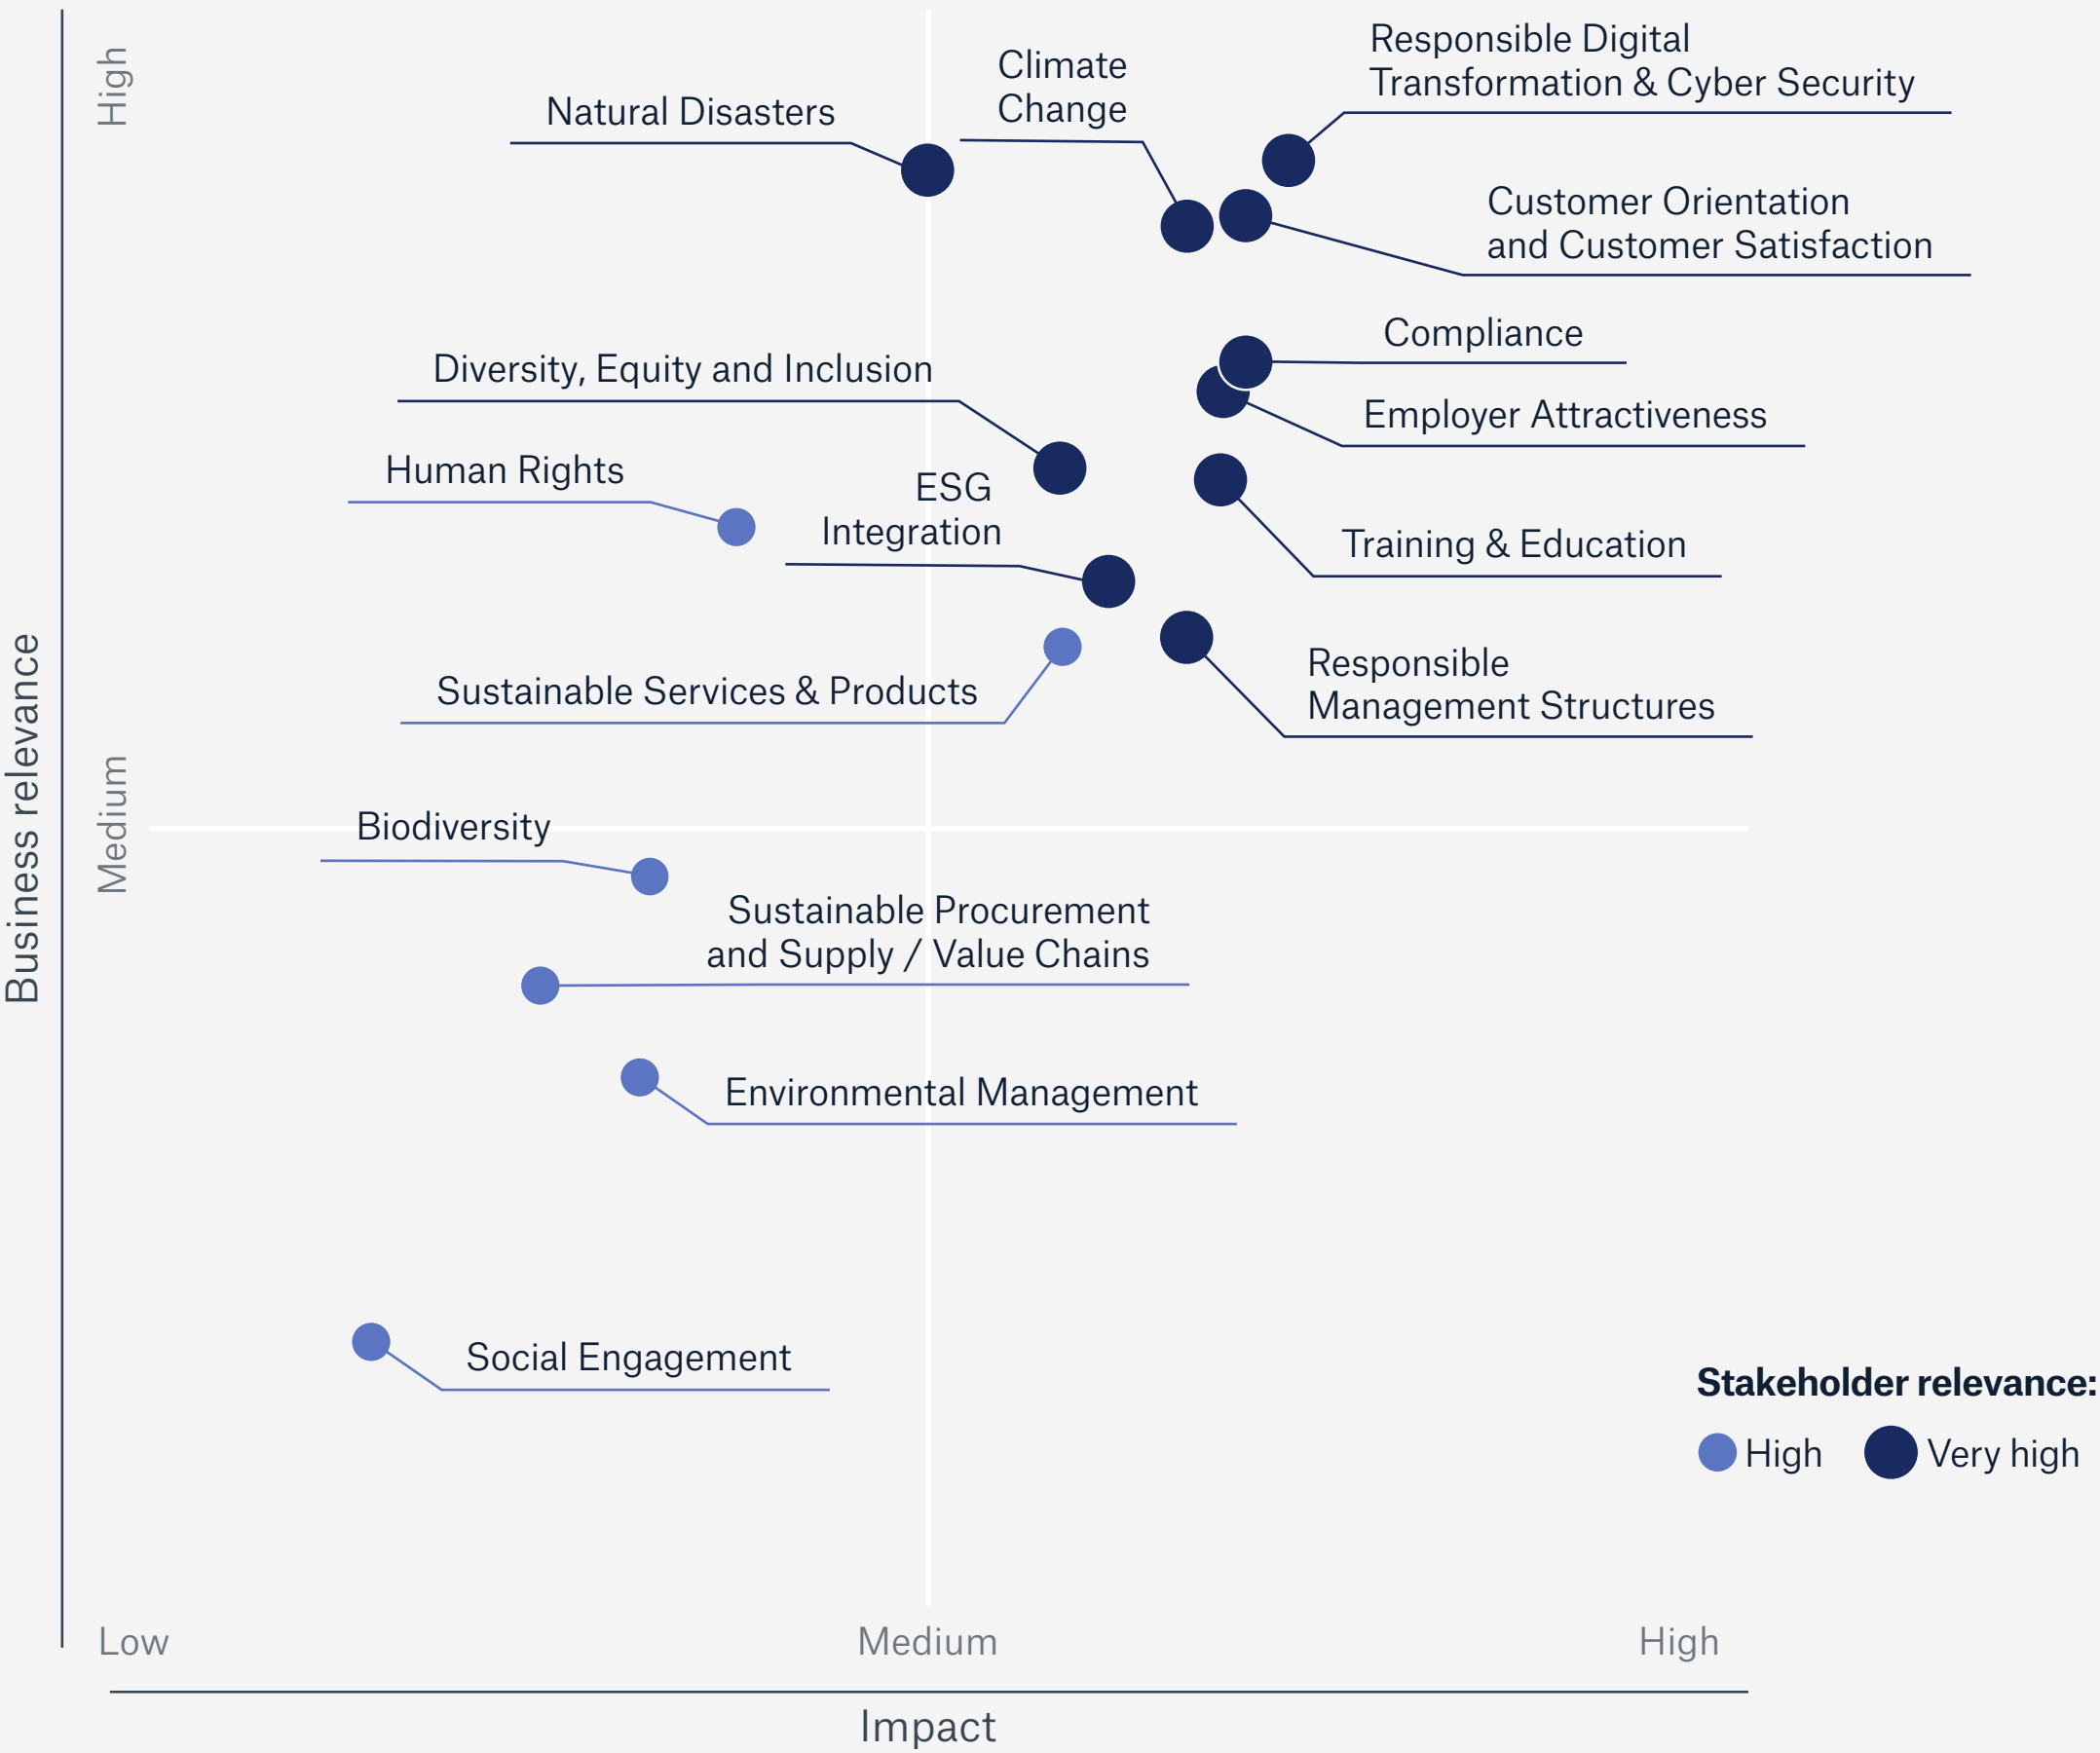 Business relevance
High
Medium
Climate
Change
Responsible Digital
Transformation & Cyber Security
Natural Disasters
Customer Orientation
and Customer Satisfaction
Compliance
Diversity, Equity and Inclusion
Employer Attractiveness
Human Rights
ESG
Integration
Training & Education
Sustainable Services & Products
Responsible
Management Structures
Biodiversity
Sustainable Procurement
and Supply / Value Chains
Environmental Management
Social Engagement
Stakeholder relevance:
High
Very high
Low
Medium
High
Impact